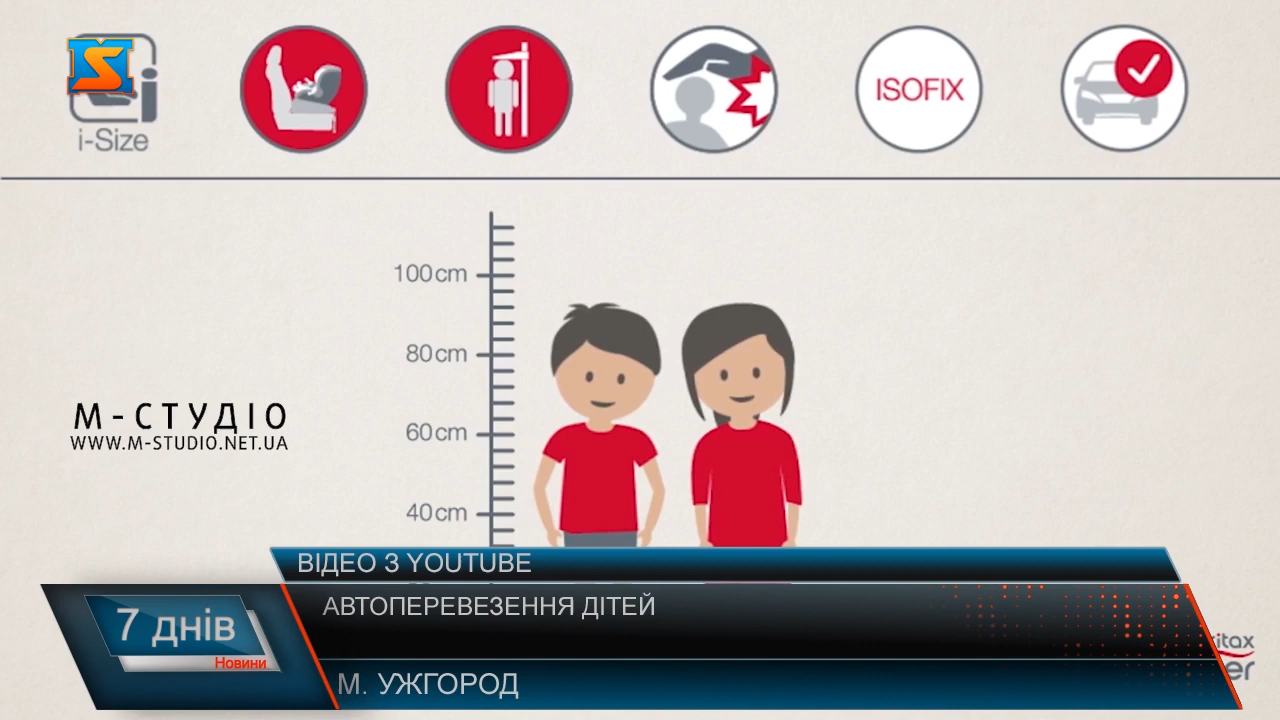 i-Size
ISOFIX
100cm
80cm
60cm
40cm
М-СТУДІО
WWW.M-STUDIO.NET.UA
ВІДЕО З YOUTUBE
АВТОПЕРЕВЕЗЕННЯ ДІТЕЙ
7 днів
Новини
М. УЖГОРОД